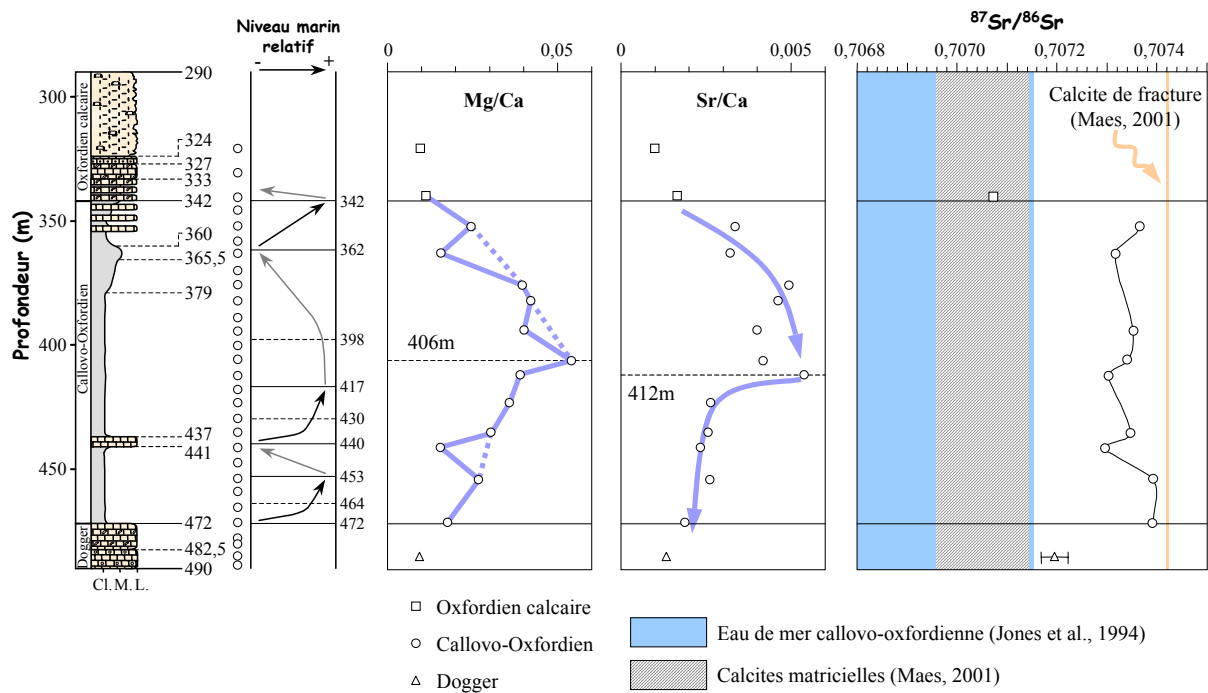 Niveau marin
relatif
- +
Profondeur (m)
300
350
400
450
Oxfordien calcaire
Callovo-Oxfordien
Dogger
Cl. M. L.
290
324
327
333
342
360
365,5
379
437
441
472
482,5
490
342
362
398
417
430
440
453
464
472
0 0,05
Mg/Ca
406m
0 0,005
Sr/Ca
412m
⁸⁷Sr/⁸⁶Sr
0,7068 0,7070 0,7072 0,7074
Calcite de fracture
(Maes, 2001)
Oxfordien calcaire
Callovo-Oxfordien
Dogger
Eau de mer callovo-oxfordienne (Jones et al., 1994)
Calcites matricielles (Maes, 2001)